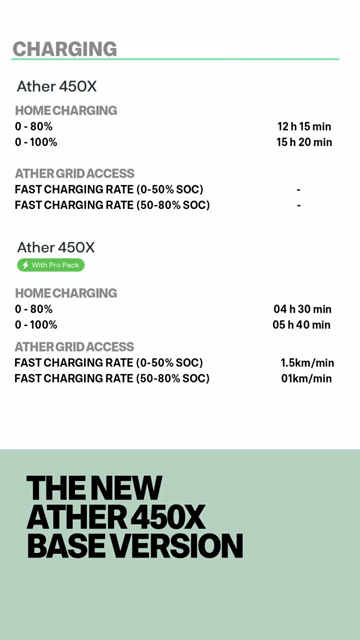 CHARGING
Ather 450X
HOME CHARGING
0 - 80% 12 h 15 min
0 - 100% 15 h 20 min
ATHER GRID ACCESS
FAST CHARGING RATE (0-50% SOC) -
FAST CHARGING RATE (50-80% SOC) -
Ather 450X
With Pro Pack
HOME CHARGING
0 - 80% 04 h 30 min
0 - 100% 05 h 40 min
ATHER GRID ACCESS
FAST CHARGING RATE (0-50% SOC) 1.5km/min
FAST CHARGING RATE (50-80% SOC) 01km/min
THE NEW
ATHER 450X
BASE VERSION